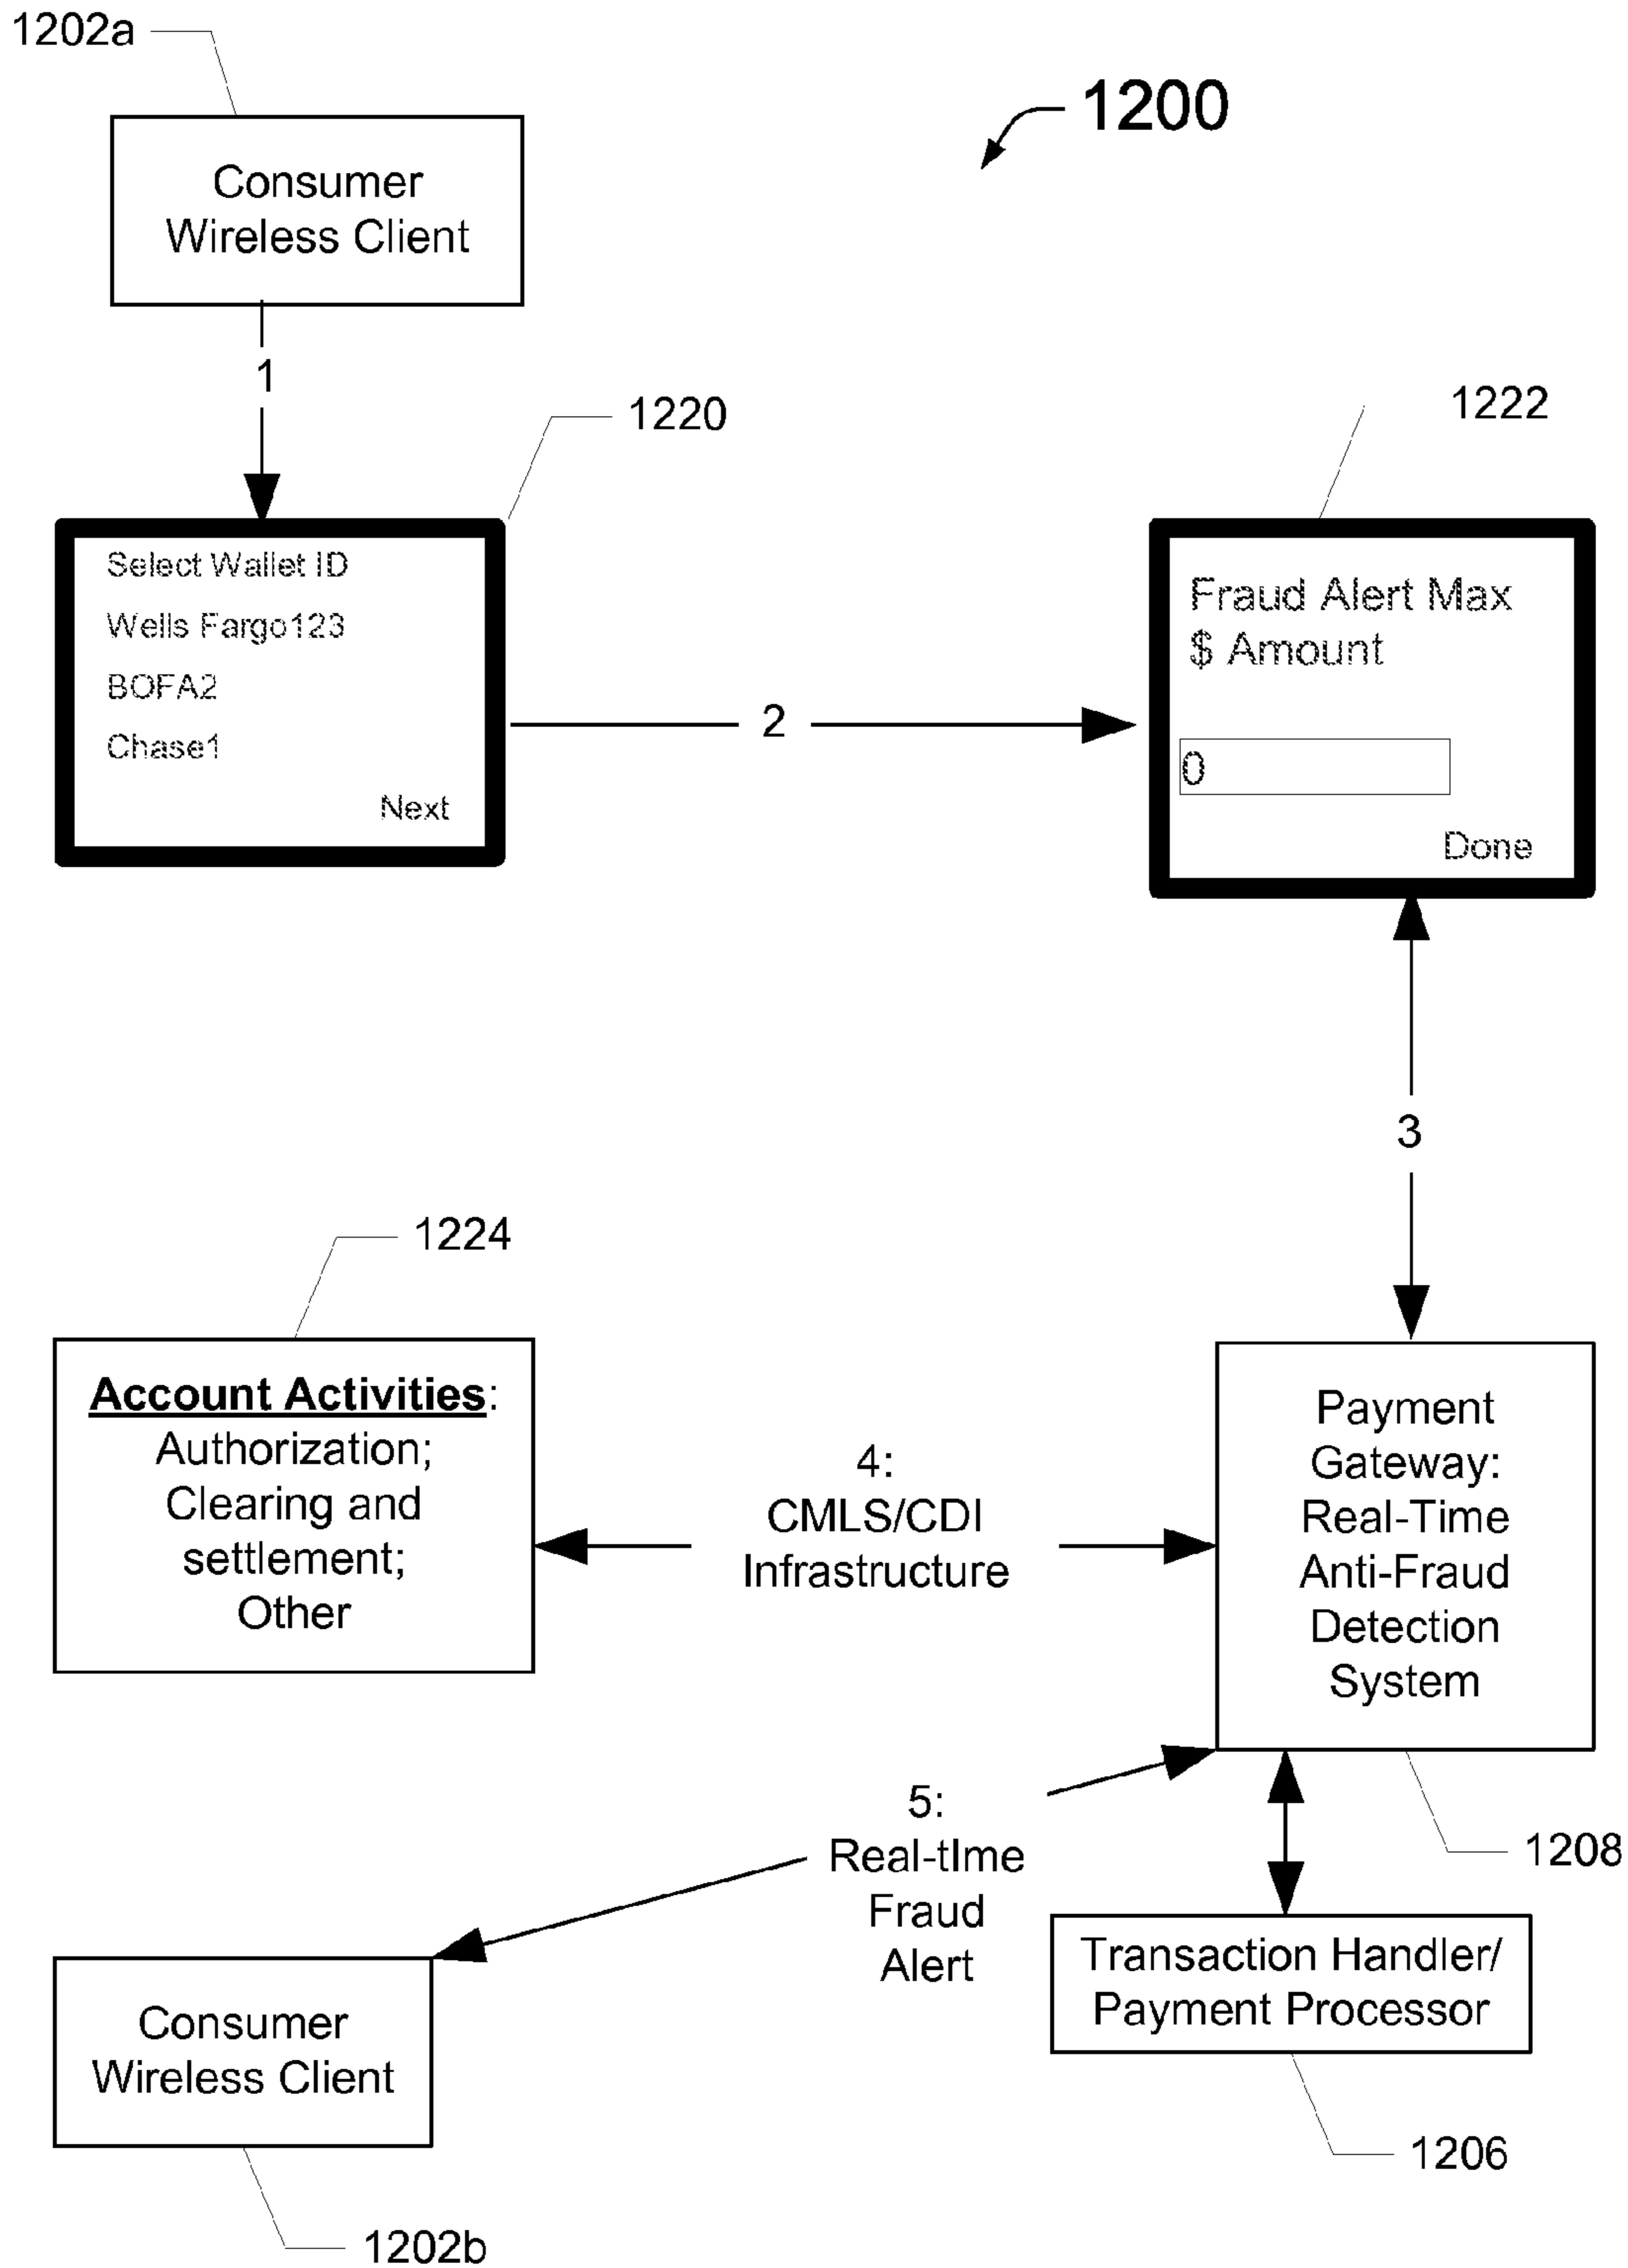 1202a
1200
Consumer
Wireless Client
1
1220
1222
Select Wallet ID
Wells Fargo123
BOFA2
Chase1
Next
2
Fraud Alert Max
$ Amount
0
Done
3
1224
Account Activities:
Authorization;
Clearing and
settlement;
Other
4:
CMLS/CDI
Infrastructure
Payment
Gateway:
Real-Time
Anti-Fraud
Detection
System
5:
Real-tIme
Fraud
Alert
1208
Transaction Handler/
Payment Processor
Consumer
Wireless Client
1206
1202b